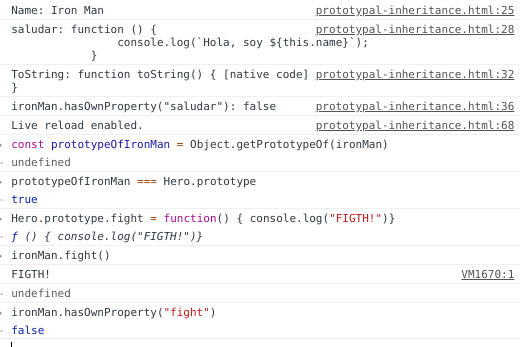 Name: Iron Man prototypal-inheritance.html:25
saludar: function () { prototypal-inheritance.html:28
console.log(`Hola, soy ${this.name}`);
}
ToString: function toString() { [native code] prototypal-inheritance.html:32
}
ironMan.hasOwnProperty("saludar"): false prototypal-inheritance.html:36
Live reload enabled. prototypal-inheritance.html:68
const prototypeOfIronMan = Object.getPrototypeOf(ironMan)
undefined
prototypeOfIronMan === Hero.prototype
true
Hero.prototype.fight = function() { console.log("FIGTH!")}
ƒ () { console.log("FIGTH!")}
ironMan.fight()
FIGTH! VM1670:1
undefined
ironMan.hasOwnProperty("fight")
false